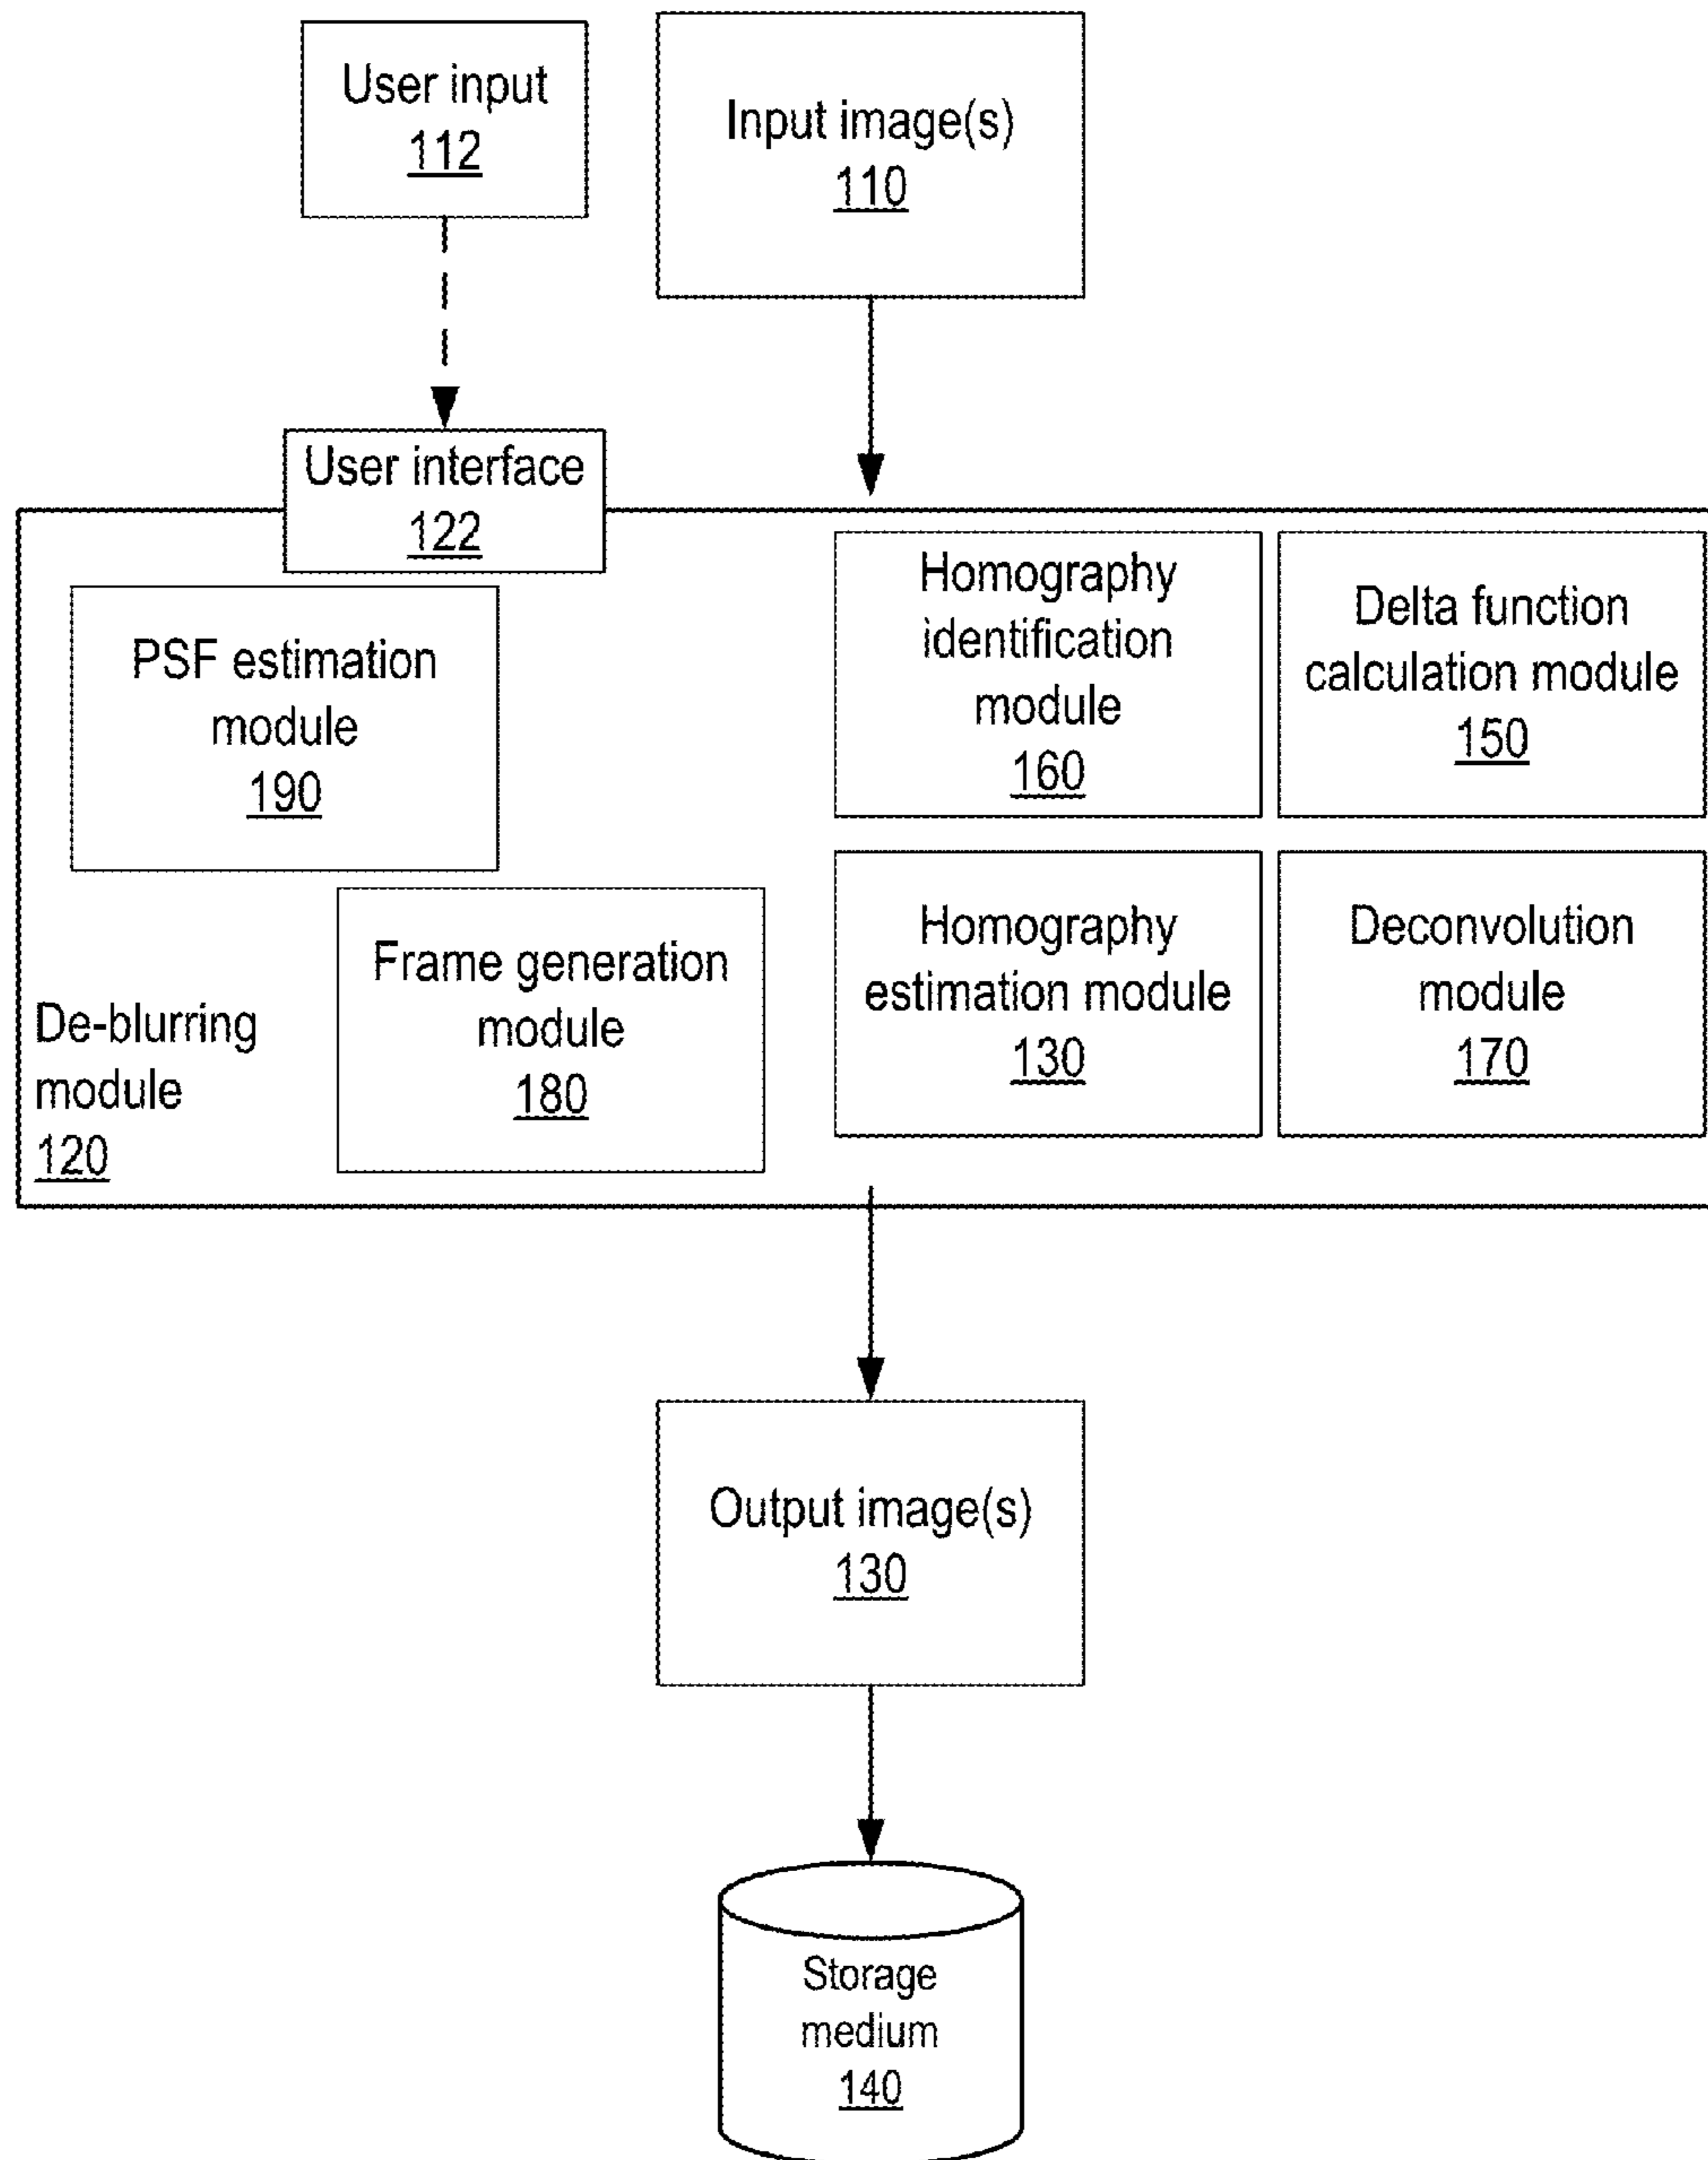 User input
112
Input image(s)
110
User interface
122
PSF estimation
module
190
Homography
identification
module
160
Delta function
calculation module
150
Frame generation
module
180
Homography
estimation module
130
Deconvolution
module
170
De-blurring
module
120
Output image(s)
130
Storage
medium
140